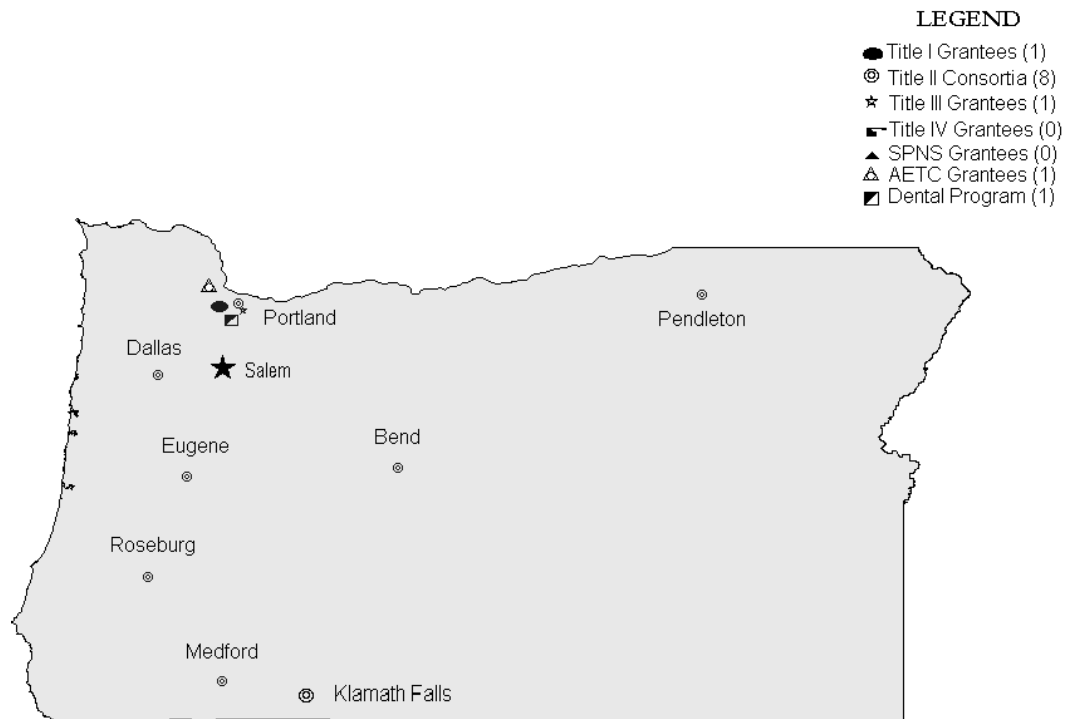 LEGEND
Title I Grantees (1)
Title II Consortia (8)
Title III Grantees (1)
Title IV Grantees (0)
SPNS Grantees (0)
AETC Grantees (1)
Dental Program (1)
Portland
Pendleton
Dallas
Salem
Eugene
Bend
Roseburg
Medford
Klamath Falls